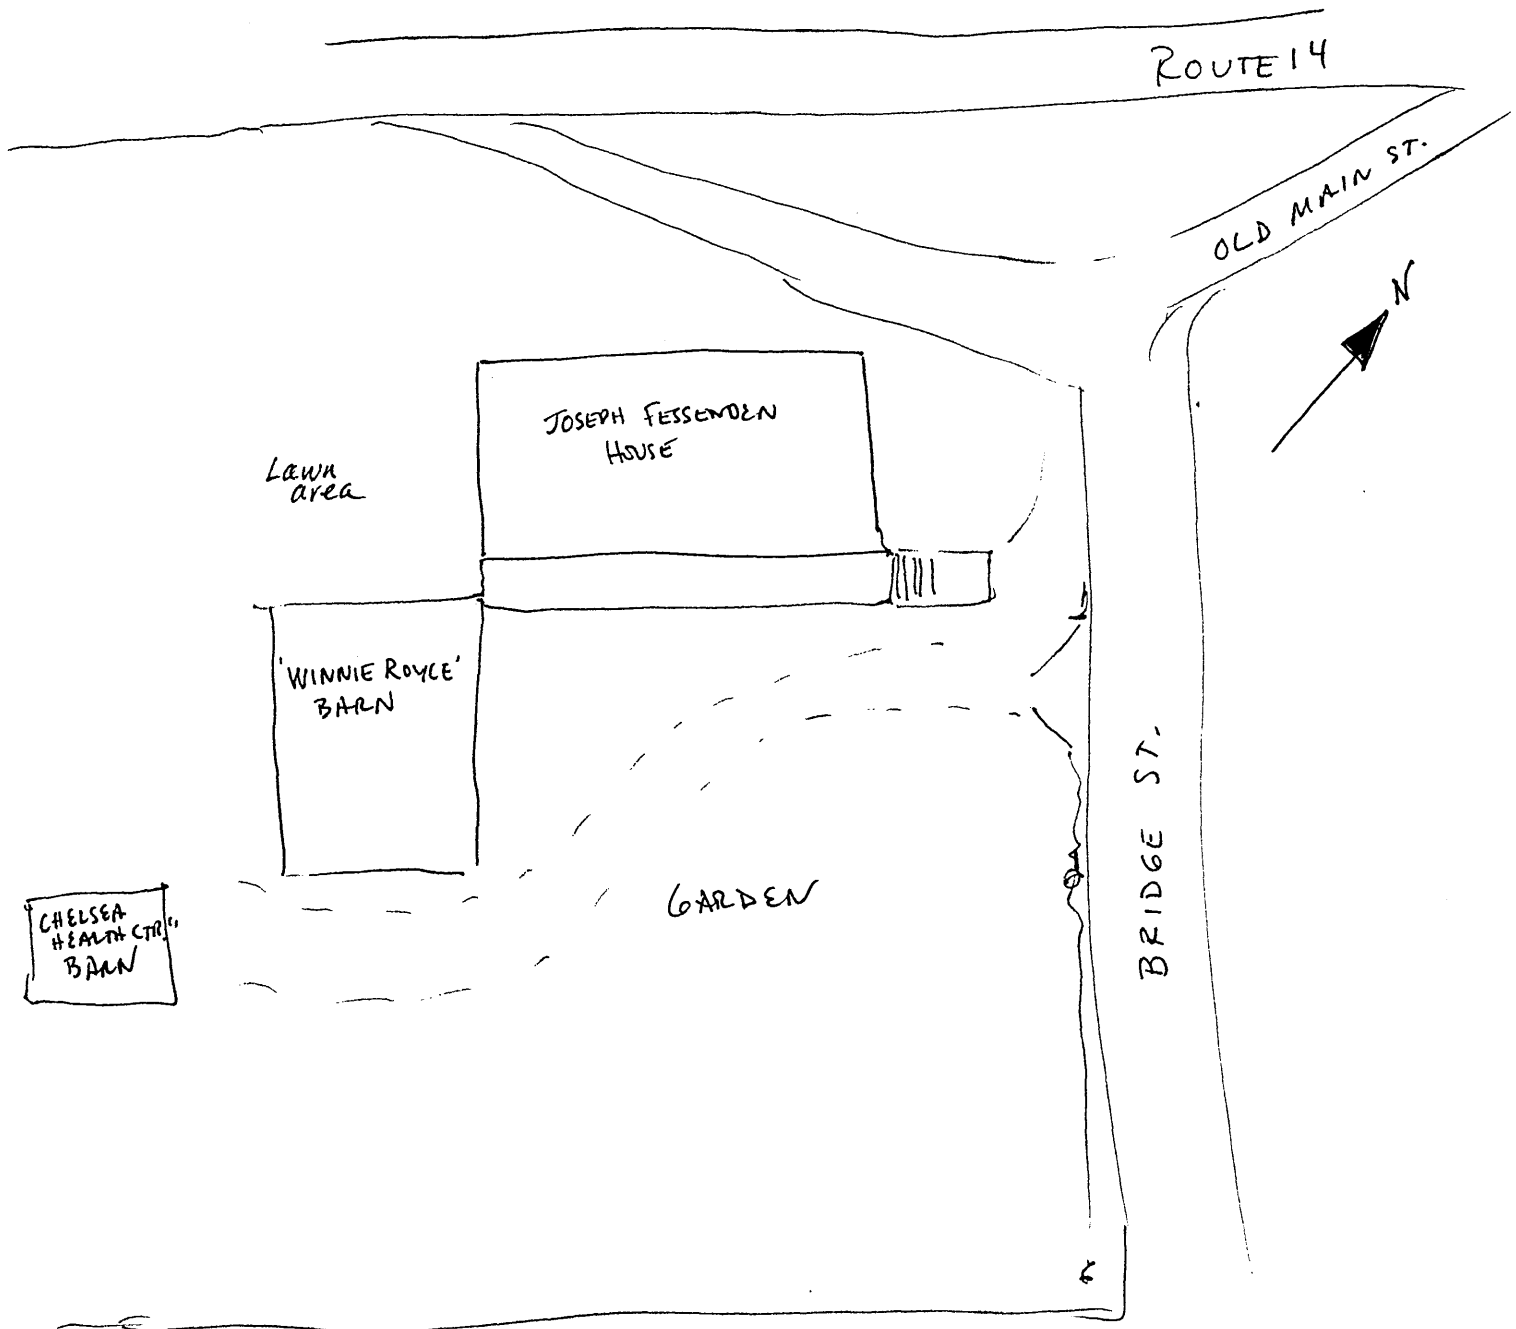 ROUTE 14
OLD MAIN ST.
N
JOSEPH FESSENDEN
HOUSE
Lawn
area
'WINNIE ROYCE'
BARN
BRIDGE ST.
GARDEN
CHELSEA
HEALTH CTR."
BARN